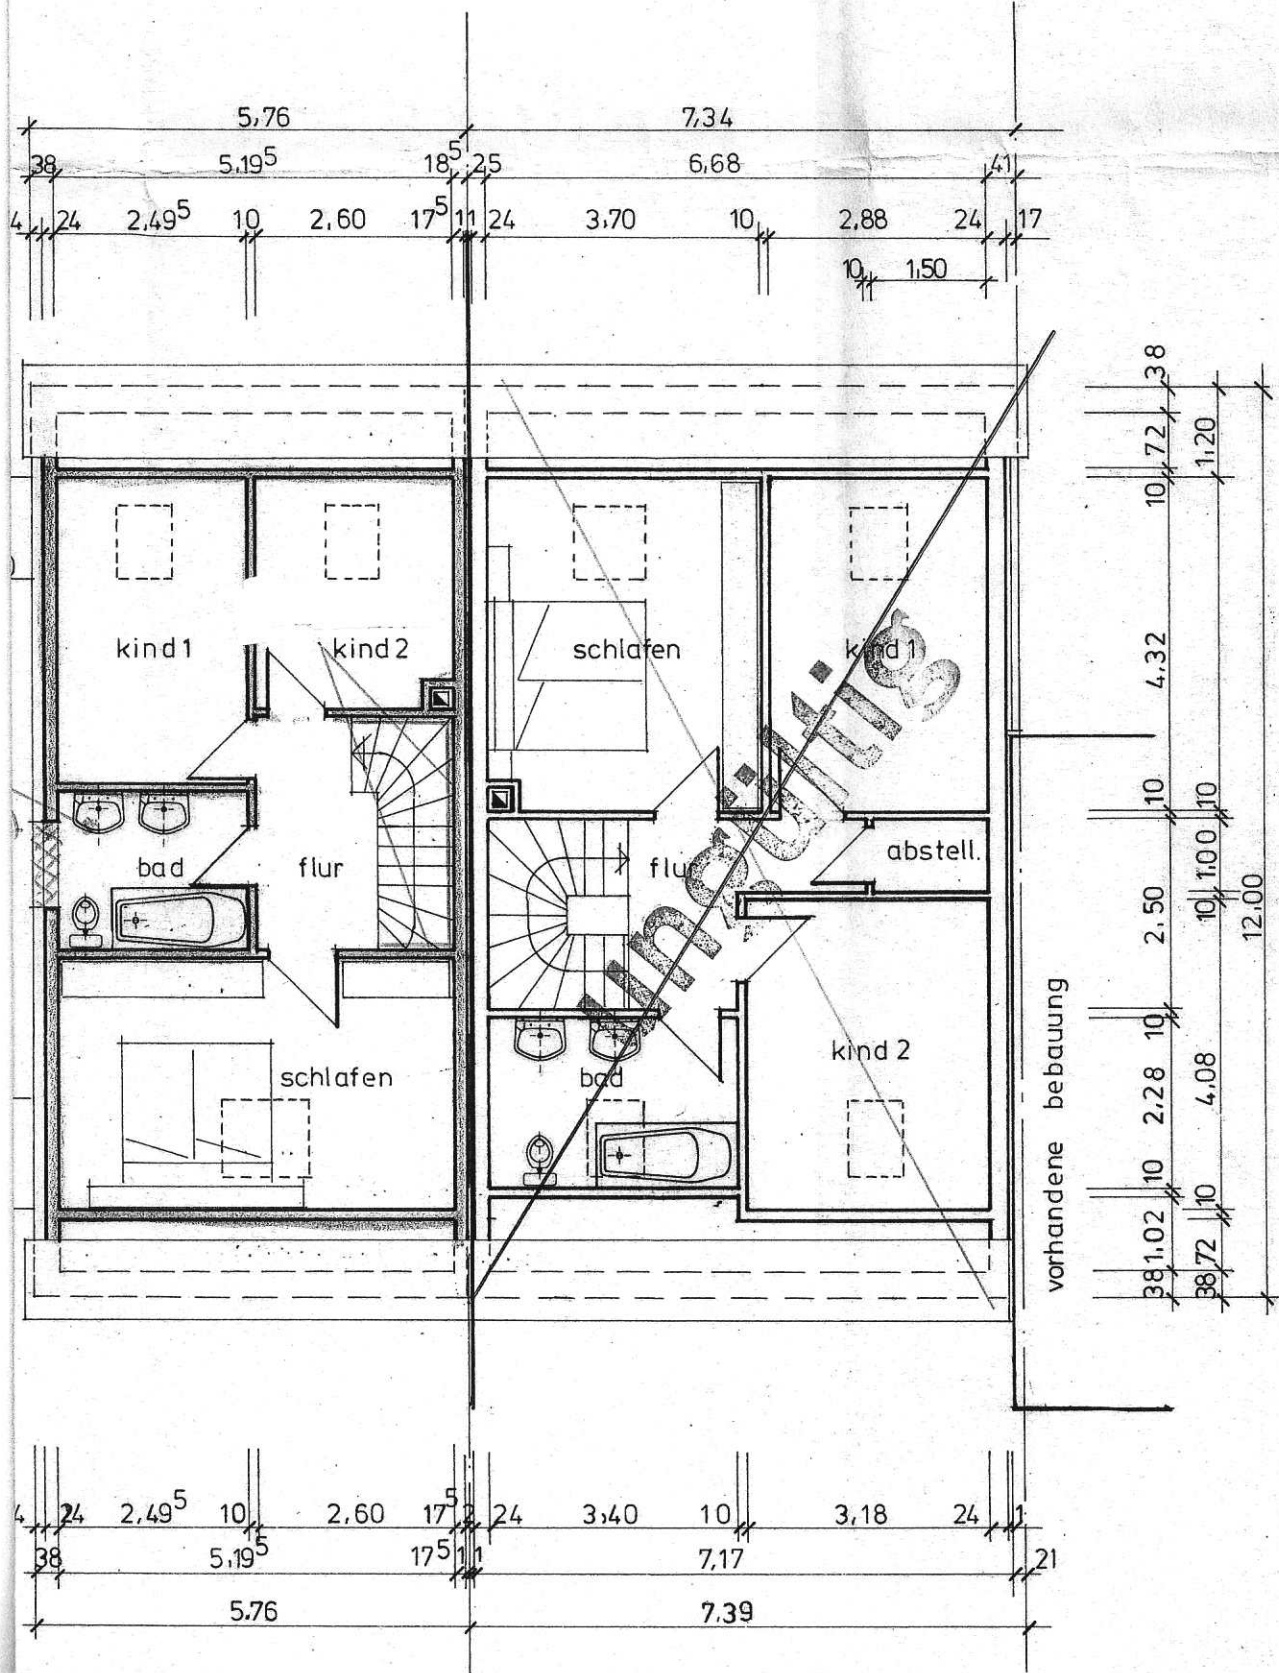 5,76 7,34
38 5,19⁵ 18⁵ 25 6,68 41
4 24 2,49⁵ 10 2,60 17⁵ 11 24 3,70 10 2,88 24 17
10 1,50
38
72 1,20
10
kind 1 kind 2 schlafen kind 1
4,32
ungültig
10 10
bad flur flur abstell.
1,00
2,50 10 12,00
10
kind 2
schlafen bad
vorhandene bebauung
2,28 4,08
10 10
1,02 72
38 38
4 24 2,49⁵ 10 2,60 17⁵ 2 24 3,40 10 3,18 24 1
38 5,19⁵ 17⁵ 11 7,17 21
5,76 7,39